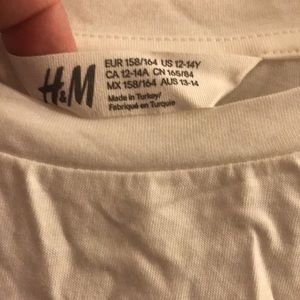 H&M
EUR 158/164 US 12-14Y
CA 12-14A CN 165/84
MX 158/164 AUS 13-14
Made in Turkey/
Fabriqué en Turquie